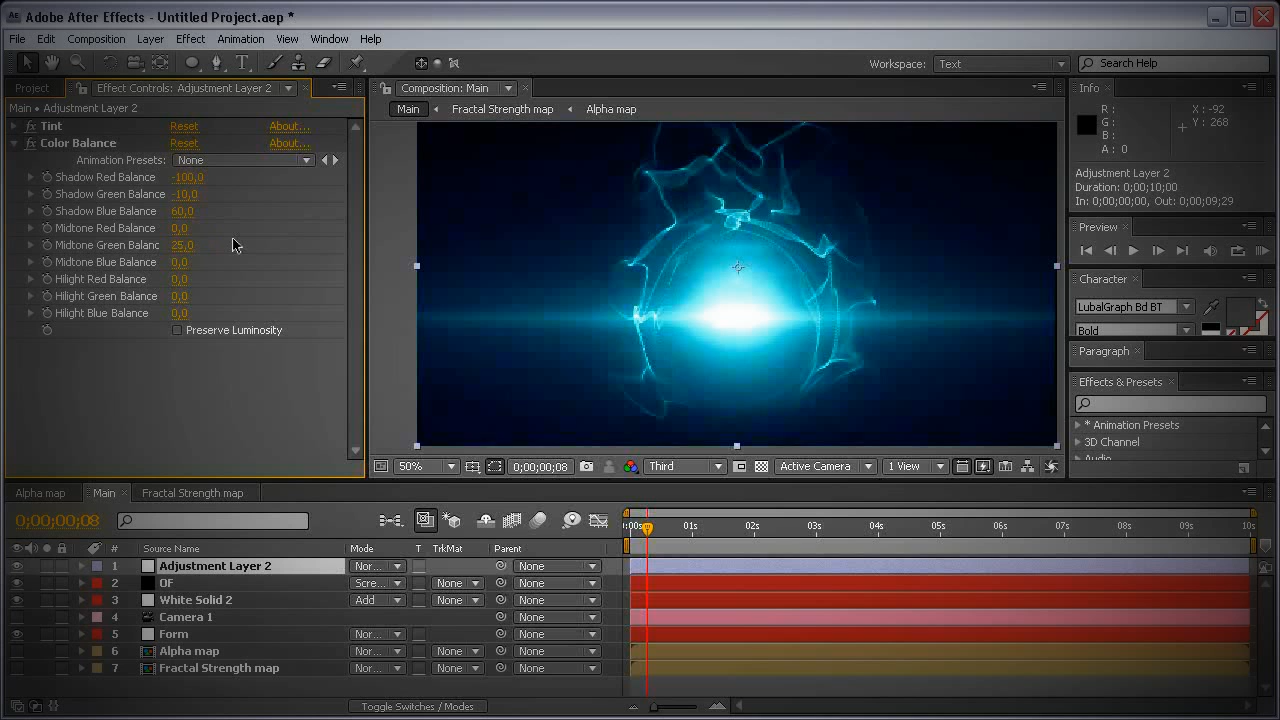 Adobe After Effects - Untitled Project.aep *
File Edit Composition Layer Effect Animation View Window Help
Workspace: Text Search Help
Project Effect Controls: Adjustment Layer 2
Main • Adjustment Layer 2
fx Tint Reset About...
fx Color Balance Reset About...
Animation Presets: None
Shadow Red Balance -100,0
Shadow Green Balance -10,0
Shadow Blue Balance 60,0
Midtone Red Balance 0,0
Midtone Green Balanc 25,0
Midtone Blue Balance 0,0
Hilight Red Balance 0,0
Hilight Green Balance 0,0
Hilight Blue Balance 0,0
Preserve Luminosity
Composition: Main
Main Fractal Strength map Alpha map
50% 0;00;00;08 Third Active Camera 1 View
Info
R : X : -92
G : Y : 268
B :
A : 0
Adjustment Layer 2
Duration: 0;00;10;00
In: 0;00;00;00, Out: 0;00;09;29
Preview
Character
LubalGraph Bd BT
Bold
Paragraph
Effects & Presets
* Animation Presets
3D Channel
Audio
Alpha map Main Fractal Strength map
0;00;00;08
:00s 01s 02s 03s 04s 05s 06s 07s 08s 09s 10s
# Source Name Mode T TrkMat Parent
1 Adjustment Layer 2 Nor... None
2 OF Scre... None None
3 White Solid 2 Add None None
4 Camera 1 None
5 Form Nor... None None
6 Alpha map Nor... None None
7 Fractal Strength map Nor... None None
Toggle Switches / Modes